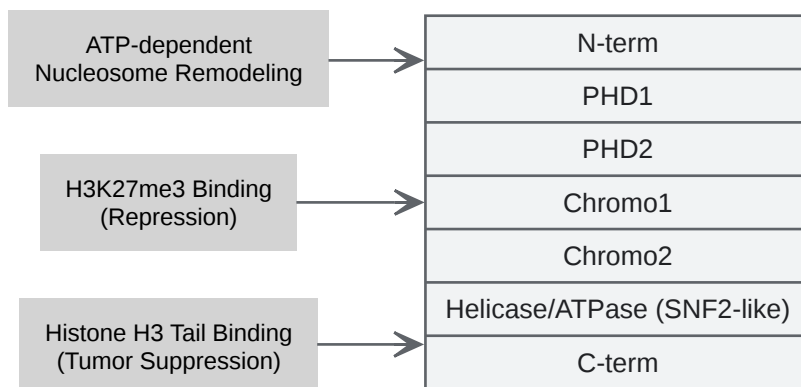 ATP-dependent
Nucleosome Remodeling
H3K27me3 Binding
(Repression)
Histone H3 Tail Binding
(Tumor Suppression)
N-term
PHD1
PHD2
Chromo1
Chromo2
Helicase/ATPase (SNF2-like)
C-term